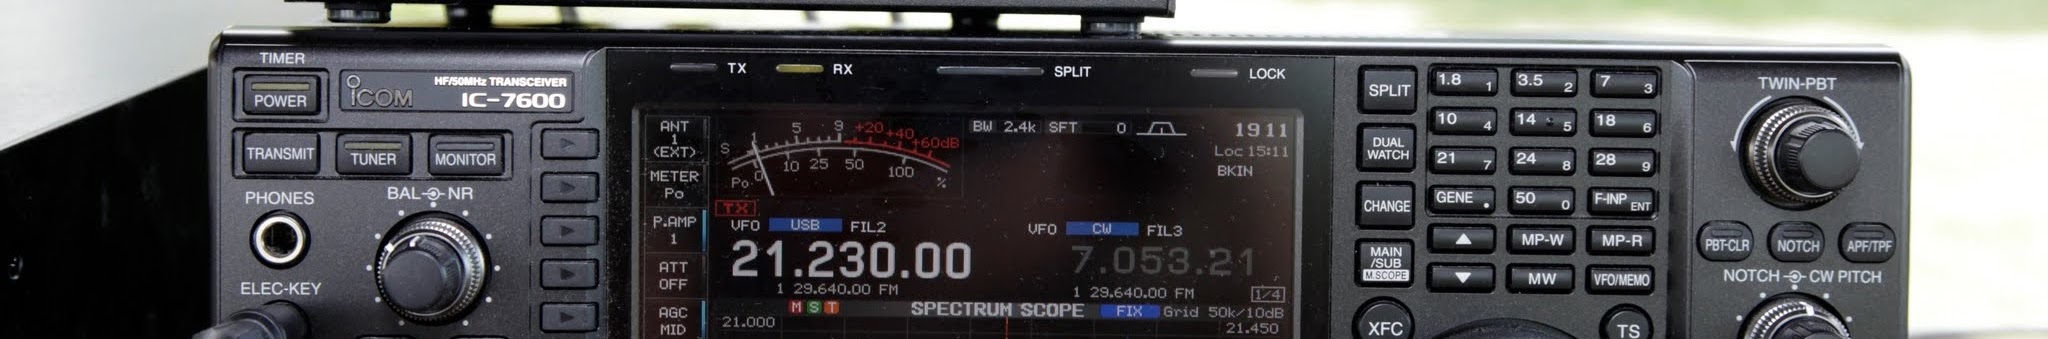 TIMER
POWER
ICOM
HF/50MHz TRANSCEIVER
IC-7600
TRANSMIT
TUNER
MONITOR
PHONES
BAL NR
ELEC-KEY
TX
RX
SPLIT
LOCK
ANT
1
(EXT)
METER
Po
P.AMP
1
ATT
OFF
AGC
MID
S 1 5 9 +20 +40 +60dB
Po 0 10 25 50 100 %
BW 2.4k SFT 0
1911
Loc 15:11
BKIN
TX
VFO USB FIL2
21.230.00
1 29.640.00 FM
VFO CW FIL3
7.053.21
1 29.640.00 FM
1/4
M S T
SPECTRUM SCOPE FIX Grid 50k/10dB
21.000
21.450
SPLIT
DUAL
WATCH
CHANGE
MAIN
/SUB
M.SCOPE
XFC
1.8 1
3.5 2
7 3
10 4
14 5
18 6
21 7
24 8
28 9
GENE .
50 0
F-INP ENT
▲
MP-W
MP-R
▼
MW
VFO/MEMO
TS
TWIN-PBT
PBT-CLR
NOTCH
APF/TPF
NOTCH CW PITCH